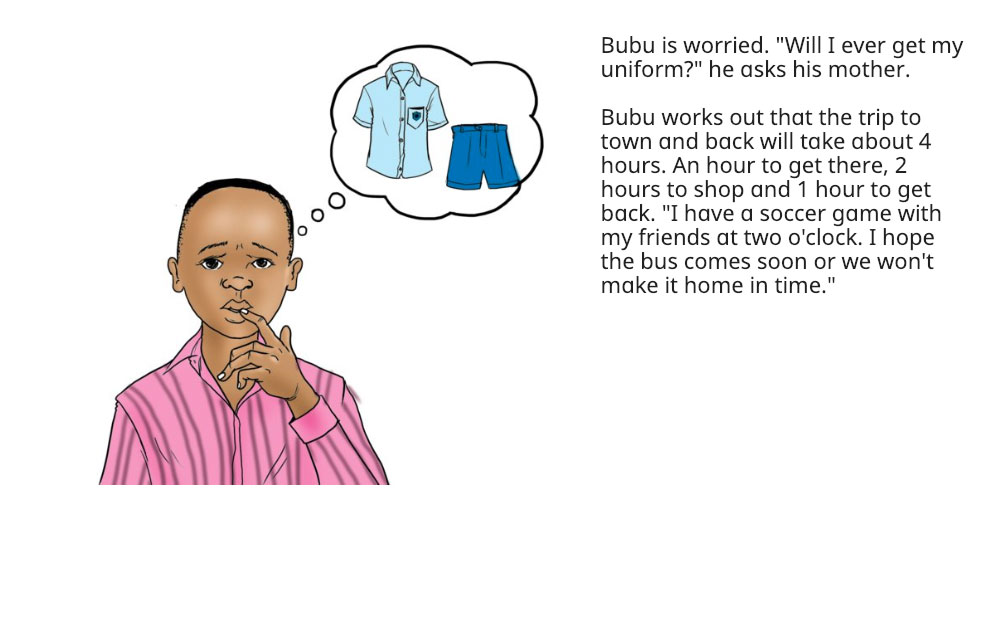 Bubu is worried. "Will I ever get my
uniform?" he asks his mother.
Bubu works out that the trip to
town and back will take about 4
hours. An hour to get there, 2
hours to shop and 1 hour to get
back. "I have a soccer game with
my friends at two o'clock. I hope
the bus comes soon or we won't
make it home in time."